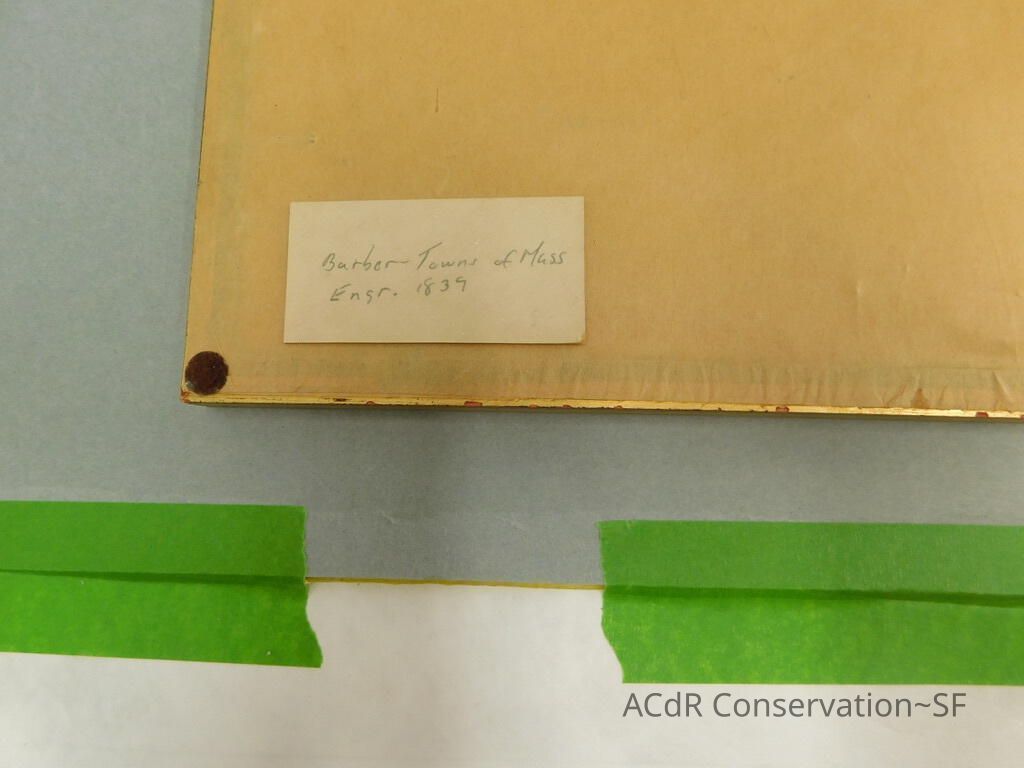 Barber - Towns of Mass
Engr. 1839
ACdR Conservation~SF